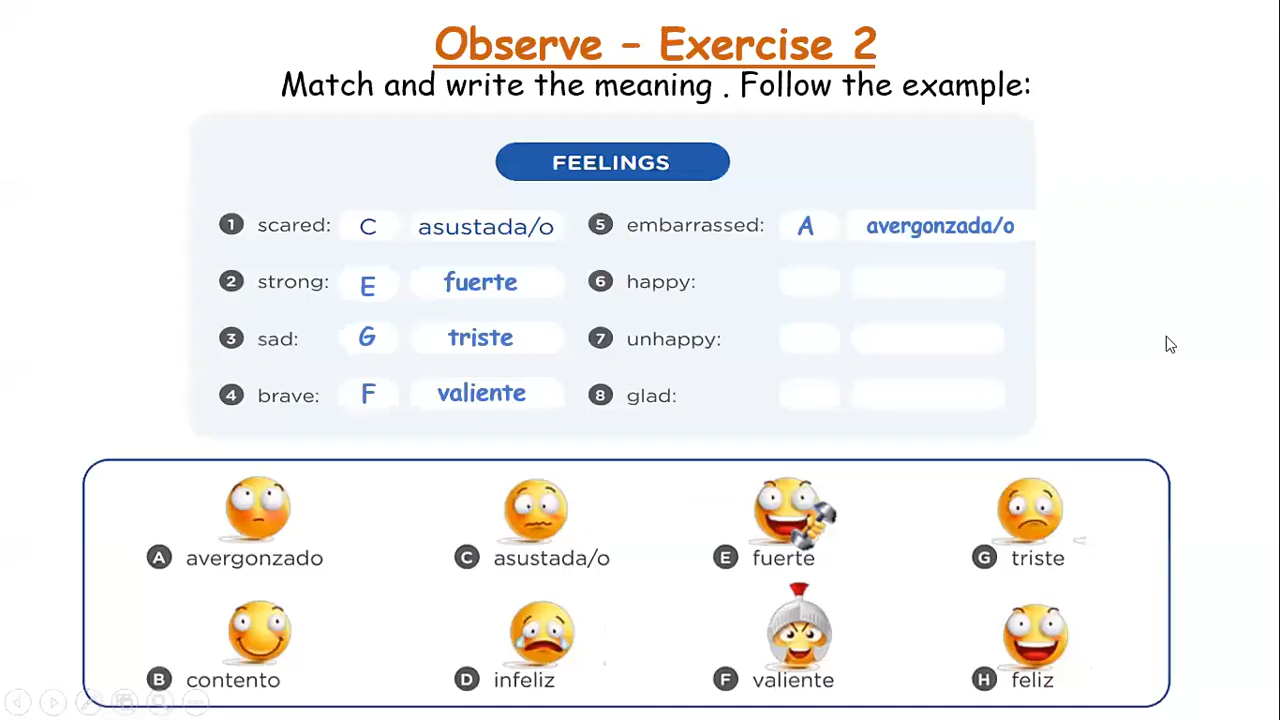 Observe – Exercise 2
Match and write the meaning . Follow the example:
FEELINGS
1 scared: C asustada/o
2 strong: E fuerte
3 sad: G triste
4 brave: F valiente
5 embarrassed: A avergonzada/o
6 happy:
7 unhappy:
8 glad:
A avergonzado
C asustada/o
E fuerte
G triste
B contento
D infeliz
F valiente
H feliz